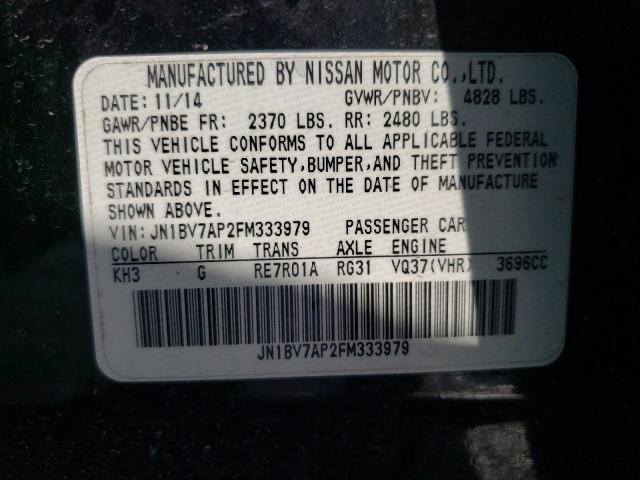 MANUFACTURED BY NISSAN MOTOR CO.,LTD.
DATE: 11/14 GVWR/PNBV: 4828 LBS.
GAWR/PNBE FR: 2370 LBS. RR: 2480 LBS.
THIS VEHICLE CONFORMS TO ALL APPLICABLE FEDERAL
MOTOR VEHICLE SAFETY,BUMPER,AND THEFT PREVENTION
STANDARDS IN EFFECT ON THE DATE OF MANUFACTURE
SHOWN ABOVE.
VIN:JN1BV7AP2FM333979 PASSENGER CAR
COLOR TRIM TRANS AXLE ENGINE
KH3 G RE7R01A RG31 VQ37(VHR) 3696CC
JN1BV7AP2FM333979